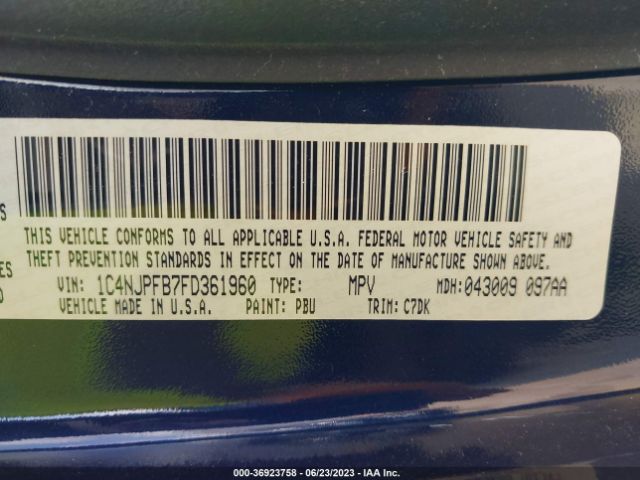 S
THIS VEHICLE CONFORMS TO ALL APPLICABLE U.S.A. FEDERAL MOTOR VEHICLE SAFETY AND
THEFT PREVENTION STANDARDS IN EFFECT ON THE DATE OF MANUFACTURE SHOWN ABOVE.
ES
VIN: 1C4NJPFB7FD361960 TYPE: MPV MDH: 043009 097AA
VEHICLE MADE IN U.S.A. PAINT: PBU TRIM: C7DK
000-36923758 - 06/23/2023 - IAA Inc.